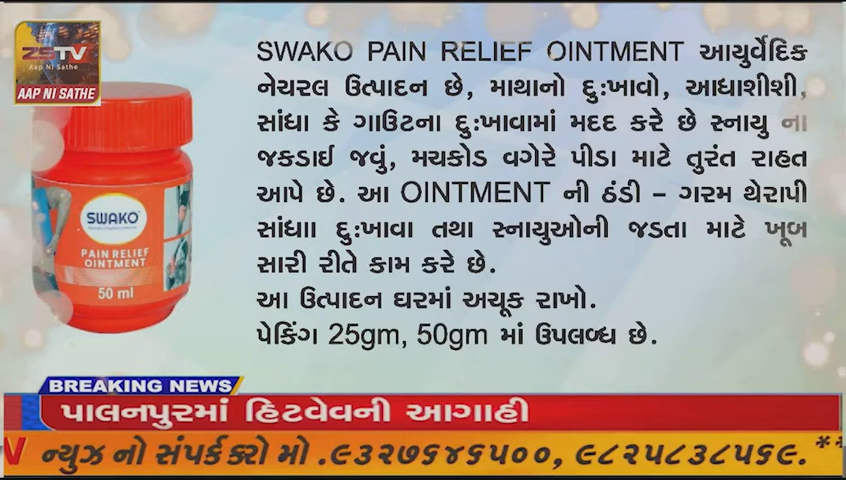 ZSTV
Aap Ni Sathe
AAP NI SATHE
SWAKO PAIN RELIEF OINTMENT આયુર્વેદિક
નેચરલ ઉત્પાદન છે, માથાનો દુઃખાવો, આધાશીશી,
સાંધા કે ગાઉટના દુઃખાવામાં મદદ કરે છે સ્નાયુ ના
જકડાઈ જવું, મચકોડ વગેરે પીડા માટે તુરંત રાહત
આપે છે. આ OINTMENT ની ઠંડી – ગરમ થેરાપી
સાંધાા દુઃખાવા તથા સ્નાયુઓની જડતા માટે ખૂબ
સારી રીતે કામ કરે છે.
આ ઉત્પાદન ઘરમાં અચૂક રાખો.
પેકિંગ 25gm, 50gm માં ઉપલબ્ધ છે.
SWAKO
PAIN RELIEF
OINTMENT
50 ml
BREAKING NEWS
પાલનપુરમાં હિટવેવની આગાહી
V ન્યુઝ નો સંપર્ક કરો મો .૯૩૨૭૬૪૬૫૦૦, ૯૮૨૫૮૩૮૫૬૯.**